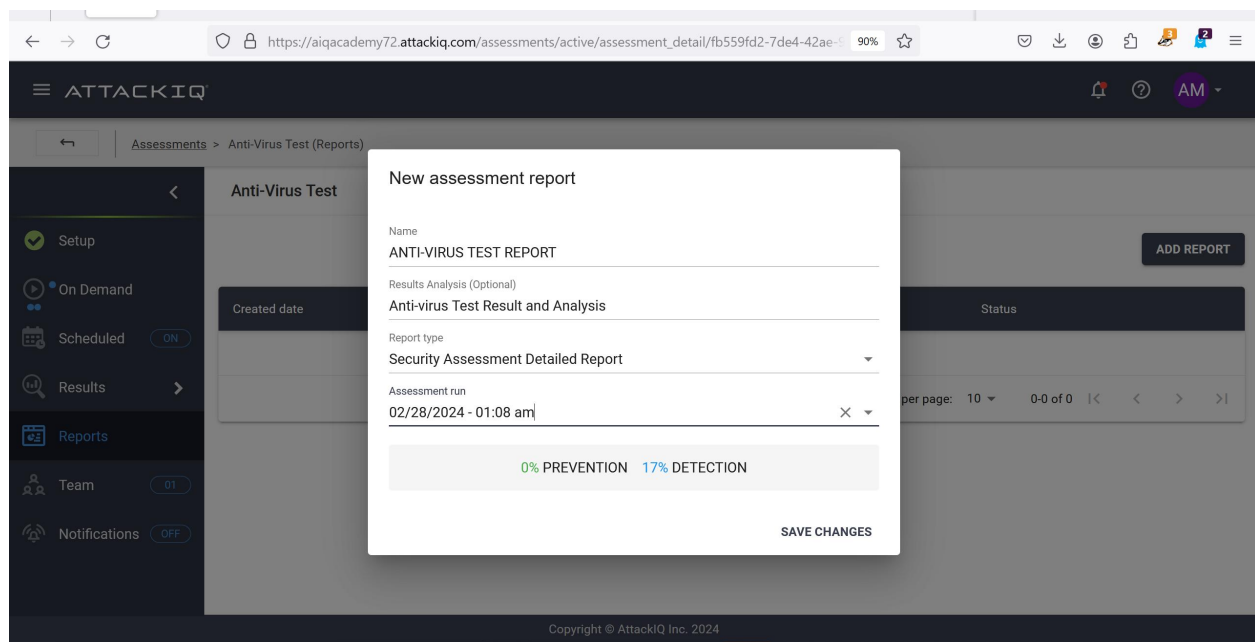 https://aiqacademy72.attackiq.com/assessments/active/assessment_detail/fb559fd2-7de4-42ae-
90%
3
2
ATTACKIQ
AM
Assessments > Anti-Virus Test (Reports)
Anti-Virus Test
Setup
On Demand
Scheduled ON
Results
Reports
Team 01
Notifications OFF
ADD REPORT
Created date
Status
per page: 10 0-0 of 0
New assessment report
Name
ANTI-VIRUS TEST REPORT
Results Analysis (Optional)
Anti-virus Test Result and Analysis
Report type
Security Assessment Detailed Report
Assessment run
02/28/2024 - 01:08 am
0% PREVENTION 17% DETECTION
SAVE CHANGES
Copyright © AttackIQ Inc. 2024